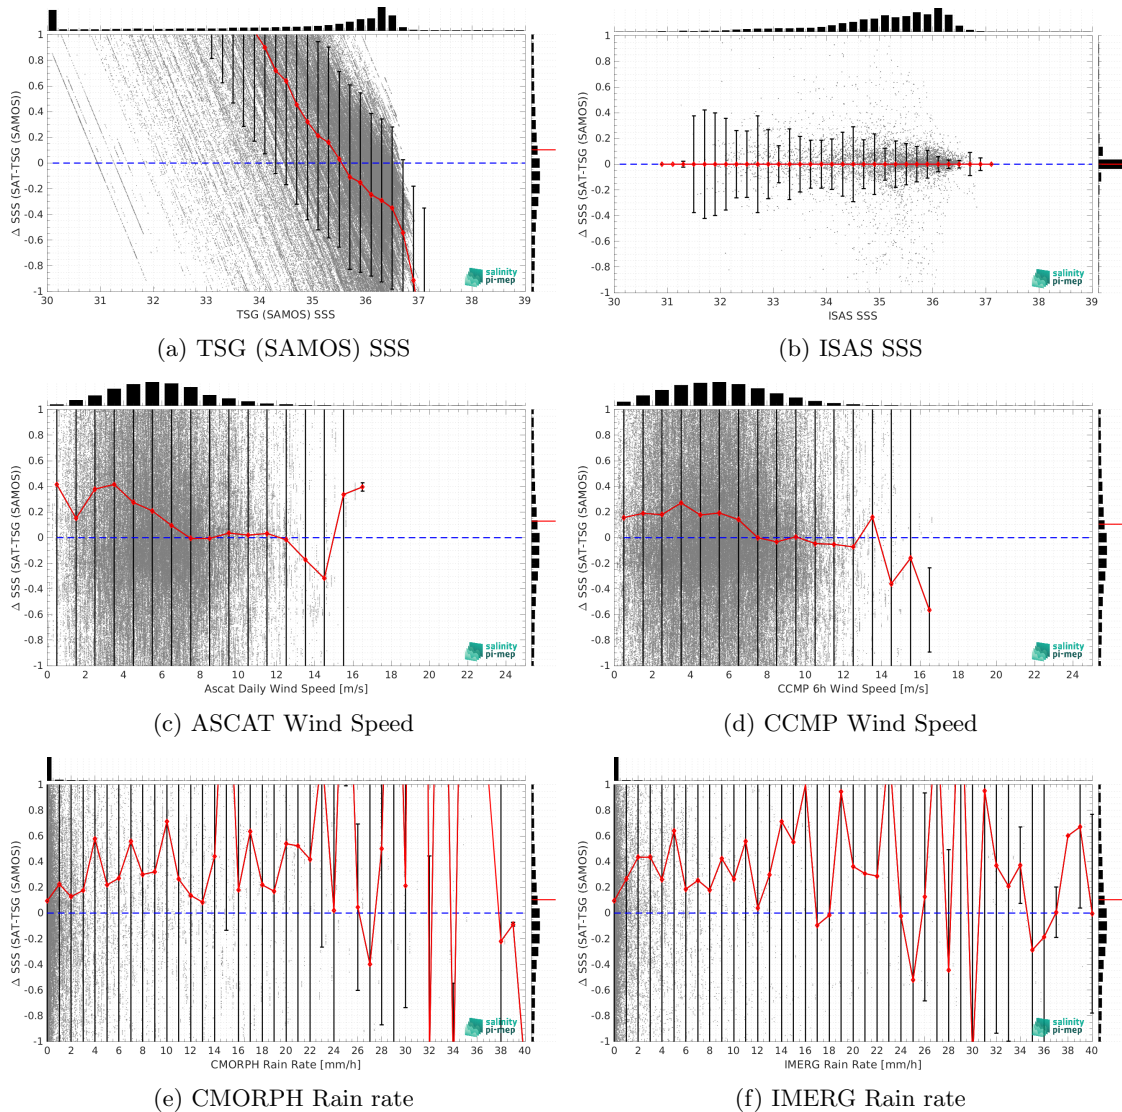 1
0.8
0.6
0.4
0.2
0
-0.2
-0.4
-0.6
-0.8
-1
Δ SSS (SAT-TSG (SAMOS))
salinity
pi-mep
30 31 32 33 34 35 36 37 38 39
TSG (SAMOS) SSS
(a) TSG (SAMOS) SSS
1
0.8
0.6
0.4
0.2
0
-0.2
-0.4
-0.6
-0.8
-1
Δ SSS (SAT-TSG (SAMOS))
salinity
pi-mep
30 31 32 33 34 35 36 37 38 39
ISAS SSS
(b) ISAS SSS
1
0.8
0.6
0.4
0.2
0
-0.2
-0.4
-0.6
-0.8
-1
Δ SSS (SAT-TSG (SAMOS))
salinity
pi-mep
0 2 4 6 8 10 12 14 16 18 20 22 24
Ascat Daily Wind Speed [m/s]
(c) ASCAT Wind Speed
1
0.8
0.6
0.4
0.2
0
-0.2
-0.4
-0.6
-0.8
-1
Δ SSS (SAT-TSG (SAMOS))
salinity
pi-mep
0 2 4 6 8 10 12 14 16 18 20 22 24
CCMP 6h Wind Speed [m/s]
(d) CCMP Wind Speed
1
0.8
0.6
0.4
0.2
0
-0.2
-0.4
-0.6
-0.8
-1
Δ SSS (SAT-TSG (SAMOS))
salinity
pi-mep
0 2 4 6 8 10 12 14 16 18 20 22 24 26 28 30 32 34 36 38 40
CMORPH Rain Rate [mm/h]
(e) CMORPH Rain rate
1
0.8
0.6
0.4
0.2
0
-0.2
-0.4
-0.6
-0.8
-1
Δ SSS (SAT-TSG (SAMOS))
salinity
pi-mep
0 2 4 6 8 10 12 14 16 18 20 22 24 26 28 30 32 34 36 38 40
IMERG Rain Rate [mm/h]
(f) IMERG Rain rate